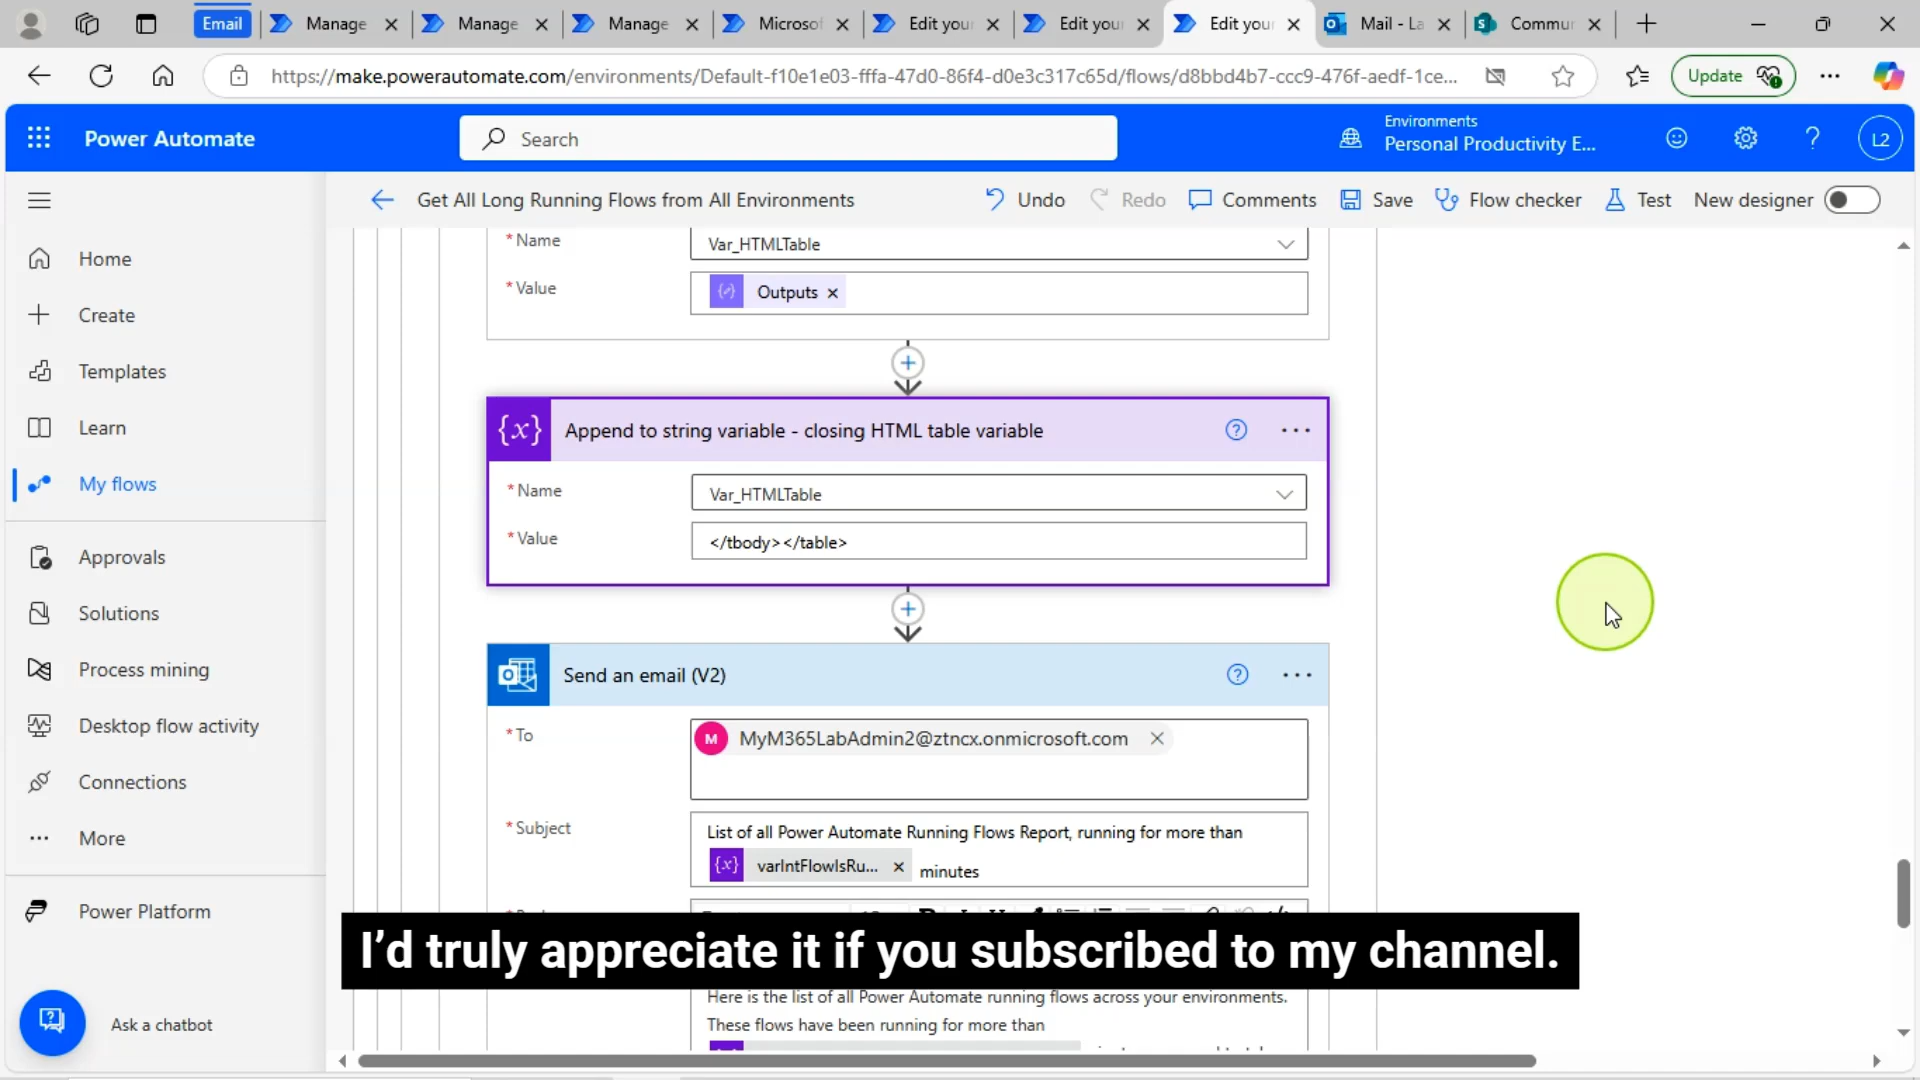 Email
Manage
Manage
Manage
Microsof
Edit your
Edit your
Edit your
Mail - La
Commun
https://make.powerautomate.com/environments/Default-f10e1e03-fffa-47d0-86f4-d0e3c317c65d/flows/d8bbd4b7-ccc9-476f-aedf-1ce...
Update
Power Automate
Search
Environments
Personal Productivity E...
L2
Get All Long Running Flows from All Environments
Undo
Redo
Comments
Save
Flow checker
Test
New designer
Home
Create
Templates
Learn
My flows
Approvals
Solutions
Process mining
Desktop flow activity
Connections
More
Power Platform
Ask a chatbot
*Name
Var_HTMLTable
*Value
Outputs
{x} Append to string variable - closing HTML table variable
*Name
Var_HTMLTable
*Value
</tbody></table>
Send an email (V2)
*To
M MyM365LabAdmin2@ztncx.onmicrosoft.com
*Subject
List of all Power Automate Running Flows Report, running for more than
{x} varIntFlowIsRu... minutes
I'd truly appreciate it if you subscribed to my channel.
Here is the list of all Power Automate running flows across your environments.
These flows have been running for more than